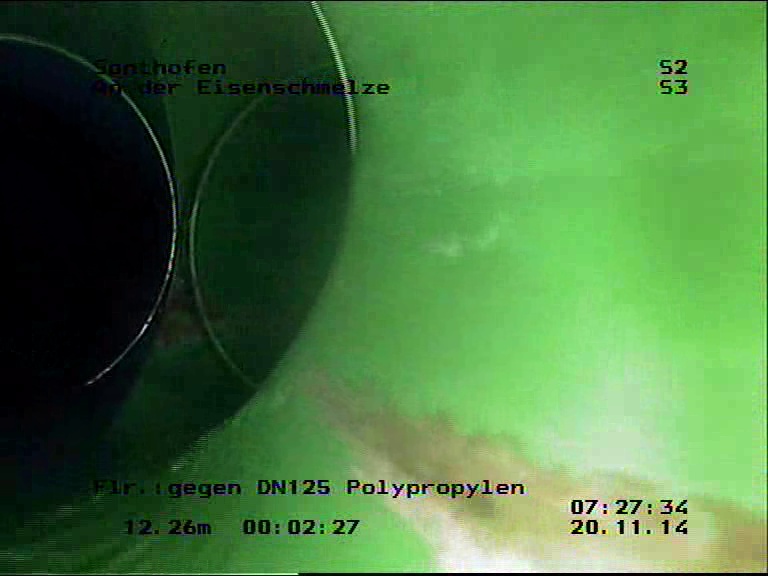 Sonthofen S2
An der Eisenschmelze S3
Flr.:gegen DN125 Polypropylen
07:27:34
12.26m 00:02:27 20.11.14